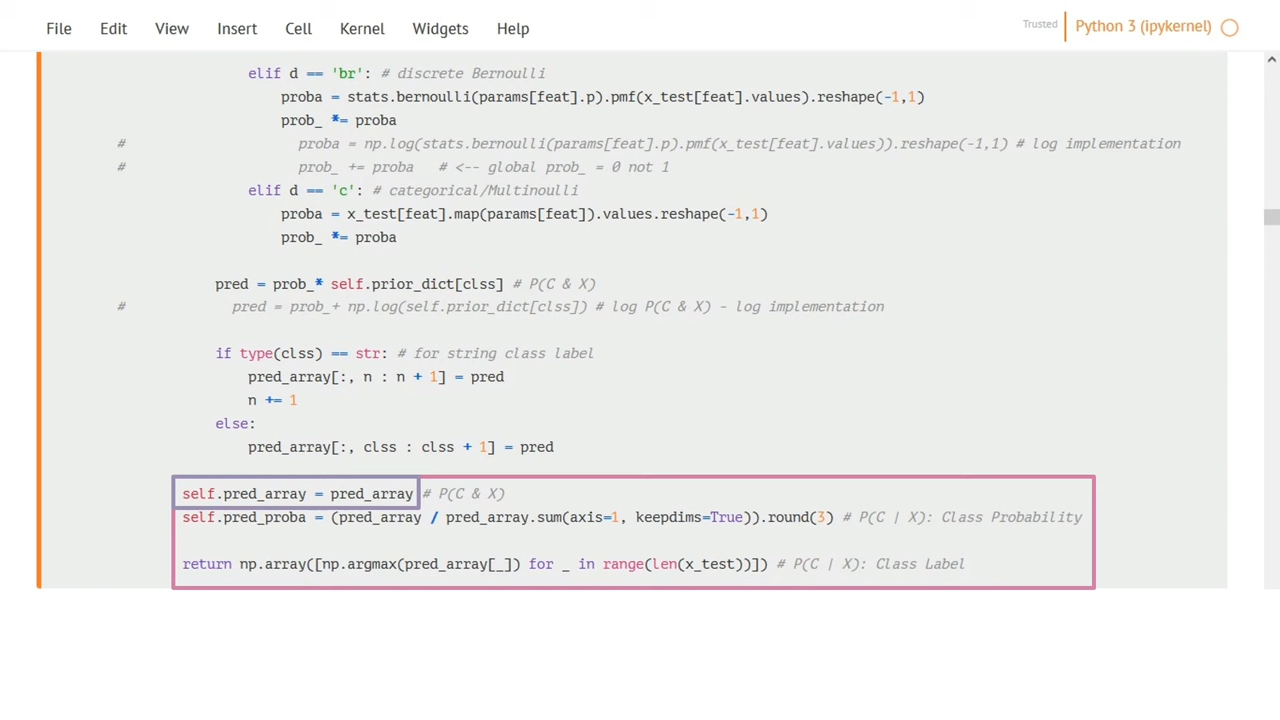 File Edit View Insert Cell Kernel Widgets Help Trusted Python 3 (ipykernel)
elif d == 'br': # discrete Bernoulli
proba = stats.bernoulli(params[feat].p).pmf(x_test[feat].values).reshape(-1,1)
prob_ *= proba
# proba = np.log(stats.bernoulli(params[feat].p).pmf(x_test[feat].values)).reshape(-1,1) # log implementation
# prob_ += proba # <-- global prob_ = 0 not 1
elif d == 'c': # categorical/Multinoulli
proba = x_test[feat].map(params[feat]).values.reshape(-1,1)
prob_ *= proba
pred = prob_* self.prior_dict[clss] # P(C & X)
# pred = prob_+ np.log(self.prior_dict[clss]) # log P(C & X) - log implementation
if type(clss) == str: # for string class label
pred_array[:, n : n + 1] = pred
n += 1
else:
pred_array[:, clss : clss + 1] = pred
self.pred_array = pred_array # P(C & X)
self.pred_proba = (pred_array / pred_array.sum(axis=1, keepdims=True)).round(3) # P(C | X): Class Probability
return np.array([np.argmax(pred_array[_]) for _ in range(len(x_test))]) # P(C | X): Class Label